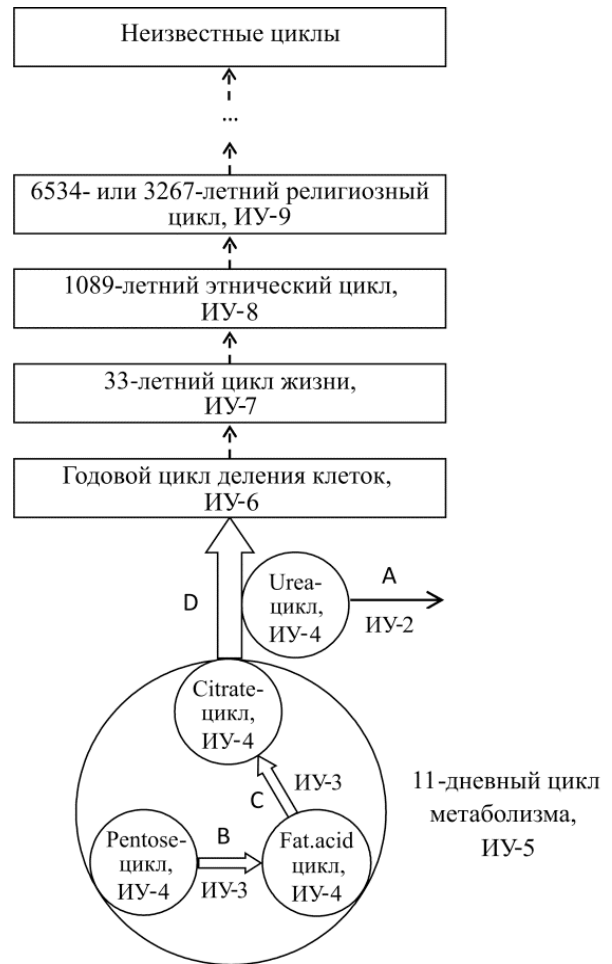 Неизвестные циклы
...
6534- или 3267-летний религиозный
цикл, ИУ-9
1089-летний этнический цикл,
ИУ-8
33-летний цикл жизни,
ИУ-7
Годовой цикл деления клеток,
ИУ-6
D
Urea-
цикл,
ИУ-4
A
ИУ-2
Citrate-
цикл,
ИУ-4
ИУ-3
C
11-дневный цикл
метаболизма,
ИУ-5
Pentose-
цикл,
ИУ-4
B
ИУ-3
Fat.acid
цикл,
ИУ-4